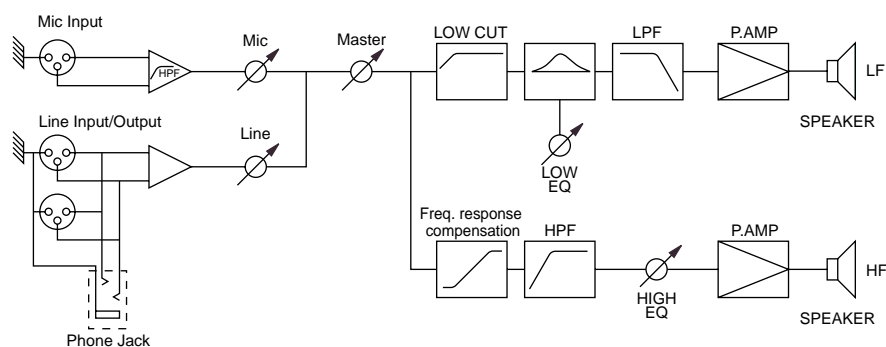 Mic Input
HPF
Mic
Master
LOW CUT
LPF
P.AMP
LF
SPEAKER
LOW
EQ
Line Input/Output
Line
Phone Jack
Freq. response
compensation
HPF
HIGH
EQ
P.AMP
HF
SPEAKER